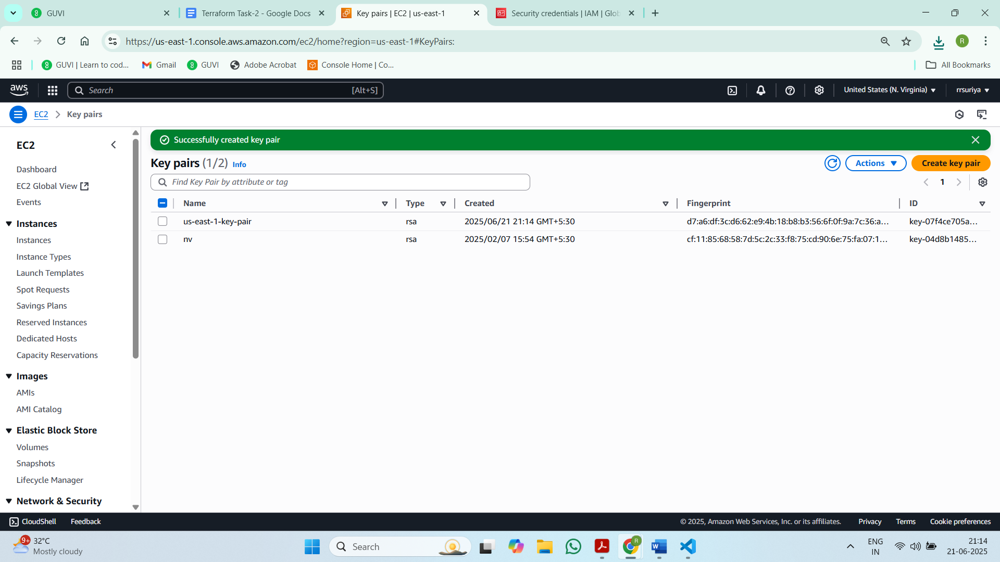 GUVI
Terraform Task-2 - Google Docs
Key pairs | EC2 | us-east-1
Security credentials | IAM | Glob
https://us-east-1.console.aws.amazon.com/ec2/home?region=us-east-1#KeyPairs:
R
GUVI | Learn to cod...
Gmail
GUVI
Adobe Acrobat
Console Home | Co...
All Bookmarks
aws
Search
[Alt+S]
United States (N. Virginia)
rrsuriya
EC2
Key pairs
EC2
Dashboard
EC2 Global View
Events
Instances
Instances
Instance Types
Launch Templates
Spot Requests
Savings Plans
Reserved Instances
Dedicated Hosts
Capacity Reservations
Images
AMIs
AMI Catalog
Elastic Block Store
Volumes
Snapshots
Lifecycle Manager
Network & Security
Successfully created key pair
Key pairs (1/2) Info
Actions
Create key pair
Find Key Pair by attribute or tag
1
Name Type Created Fingerprint ID
us-east-1-key-pair rsa 2025/06/21 21:14 GMT+5:30 d7:a6:df:3c:d6:62:e9:4b:18:b8:b3:56:6f:0f:9a:7c:36:a... key-07f4ce705a...
nv rsa 2025/02/07 15:54 GMT+5:30 cf:11:85:68:58:7d:5c:2c:33:f8:75:cd:90:6e:75:fa:07:1... key-04d8b1485...
CloudShell
Feedback
© 2025, Amazon Web Services, Inc. or its affiliates.
Privacy
Terms
Cookie preferences
9+
32°C
Mostly cloudy
Search
R
W
ENG
IN
21:14
21-06-2025